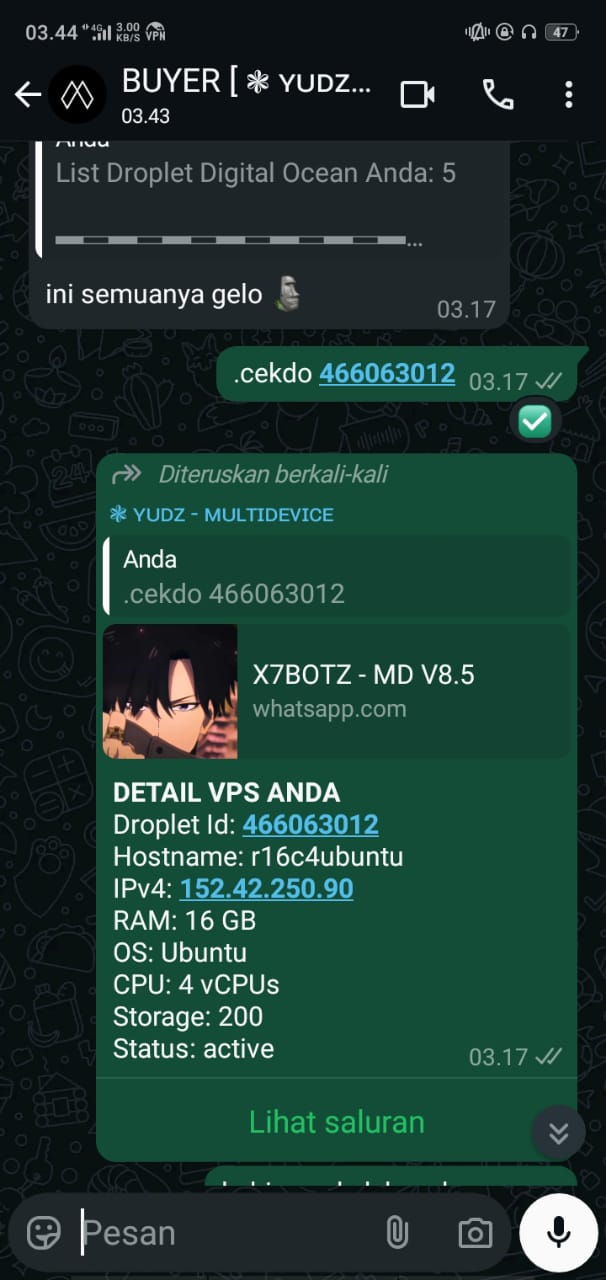 03.44 4G 3.00 KB/S VPN 47
BUYER [ ❃ YUDZ...
03.43
Anda
List Droplet Digital Ocean Anda: 5
▬▬▬▬▬▬▬▬▬▬▬▬▬...
ini semuanya gelo 🗿
03.17
.cekdo 466063012 03.17
Diteruskan berkali-kali
❃ YUDZ - MULTIDEVICE
Anda
.cekdo 466063012
X7BOTZ - MD V8.5
whatsapp.com
DETAIL VPS ANDA
Droplet Id: 466063012
Hostname: r16c4ubuntu
IPv4: 152.42.250.90
RAM: 16 GB
OS: Ubuntu
CPU: 4 vCPUs
Storage: 200
Status: active
03.17
Lihat saluran
Pesan